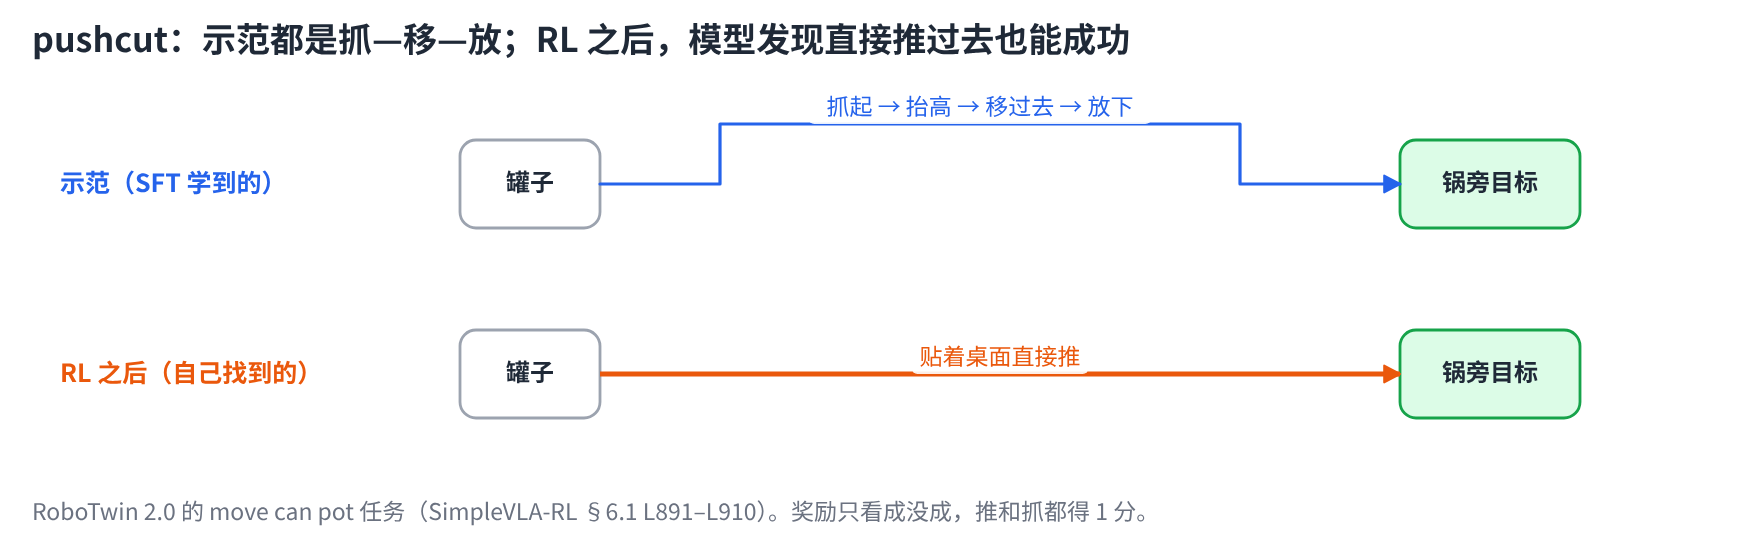 pushcut：示范都是抓—移—放；RL 之后，模型发现直接推过去也能成功
抓起 → 抬高 → 移过去 → 放下
示范（SFT 学到的）
罐子
锅旁目标
贴着桌面直接推
RL 之后（自己找到的）
罐子
锅旁目标
RoboTwin 2.0 的 move can pot 任务（SimpleVLA-RL §6.1 L891–L910）。奖励只看成没成，推和抓都得 1 分。